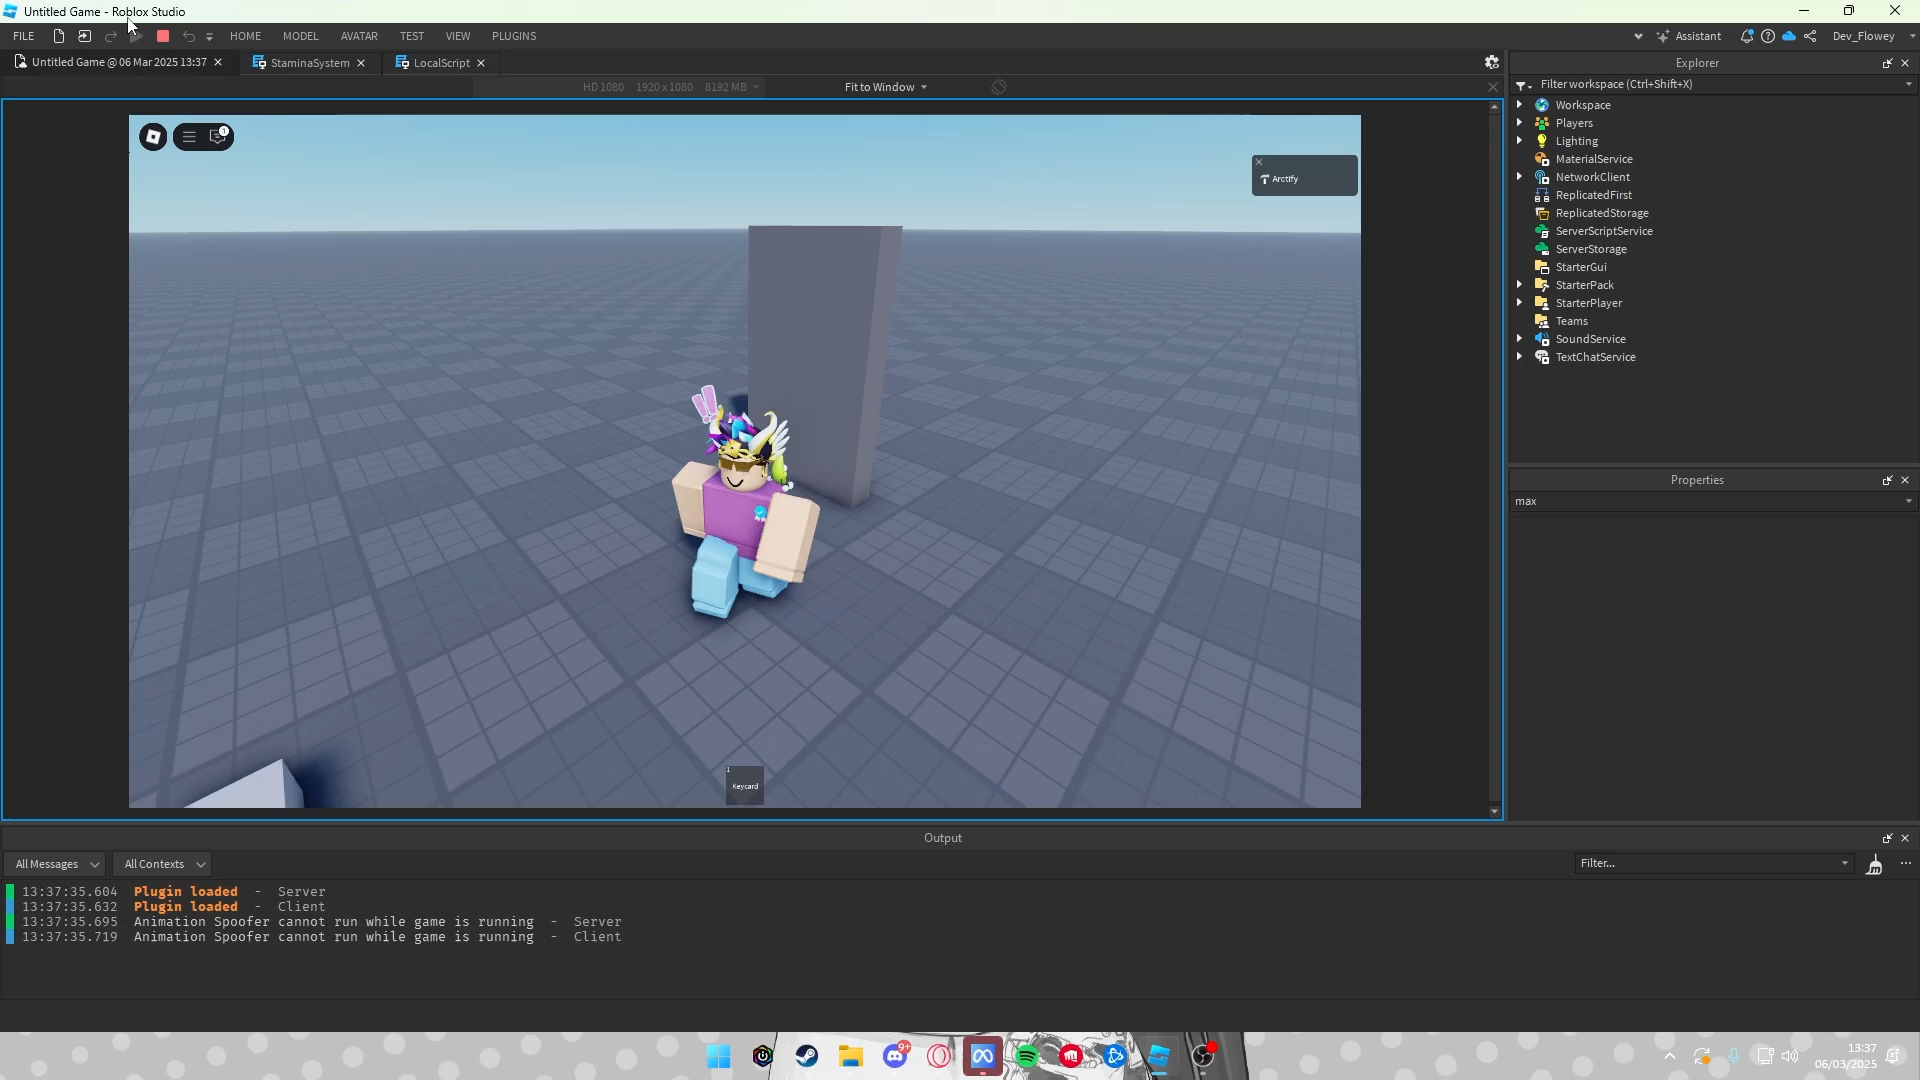 Untitled Game - Roblox Studio
FILE HOME MODEL AVATAR TEST VIEW PLUGINS Assistant Dev_Flowey
Untitled Game @ 06 Mar 2025 13:37 StaminaSystem LocalScript
HD 1080 1920 x 1080 8192 MB Fit to Window
1
Arctify
1
Keycard
Explorer
Filter workspace (Ctrl+Shift+X)
Workspace
Players
Lighting
MaterialService
NetworkClient
ReplicatedFirst
ReplicatedStorage
ServerScriptService
ServerStorage
StarterGui
StarterPack
StarterPlayer
Teams
SoundService
TextChatService
Properties
max
Output
All Messages All Contexts Filter...
13:37:35.604 Plugin loaded - Server
13:37:35.632 Plugin loaded - Client
13:37:35.695 Animation Spoofer cannot run while game is running - Server
13:37:35.719 Animation Spoofer cannot run while game is running - Client
9+
13:37
06/03/2025